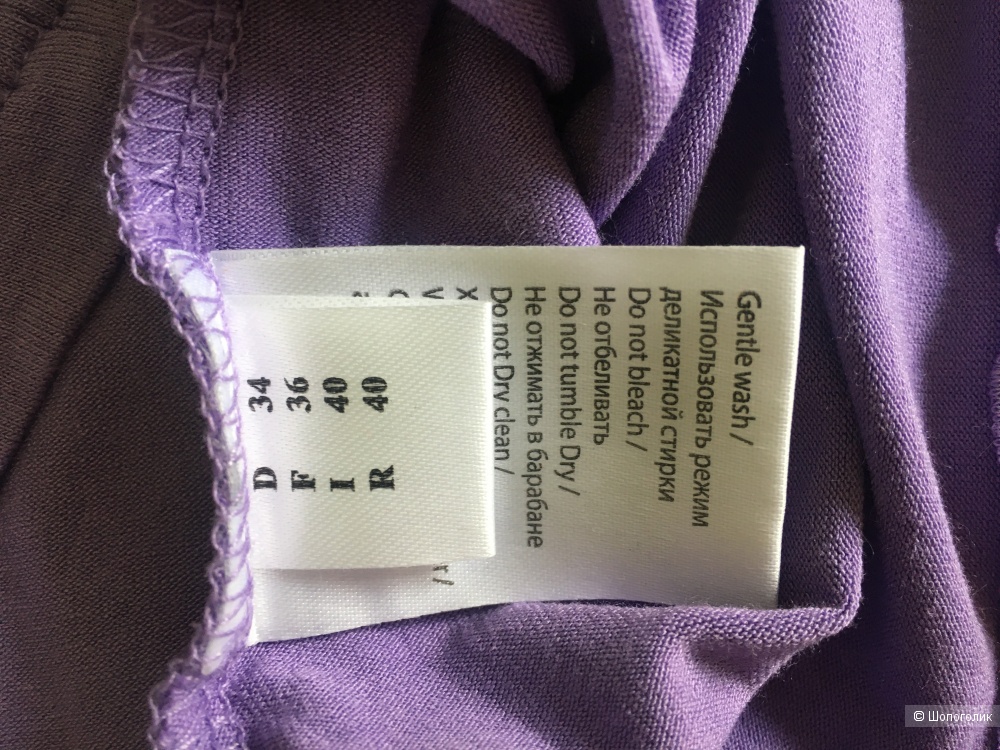 Gentle wash /
Использовать режим
деликатной стирки
Do not bleach /
Не отбеливать
Do not tumble Dry /
Не отжимать в барабане
Do not Dry clean /
D 34
F 36
I 40
R 40
© Шопоголик